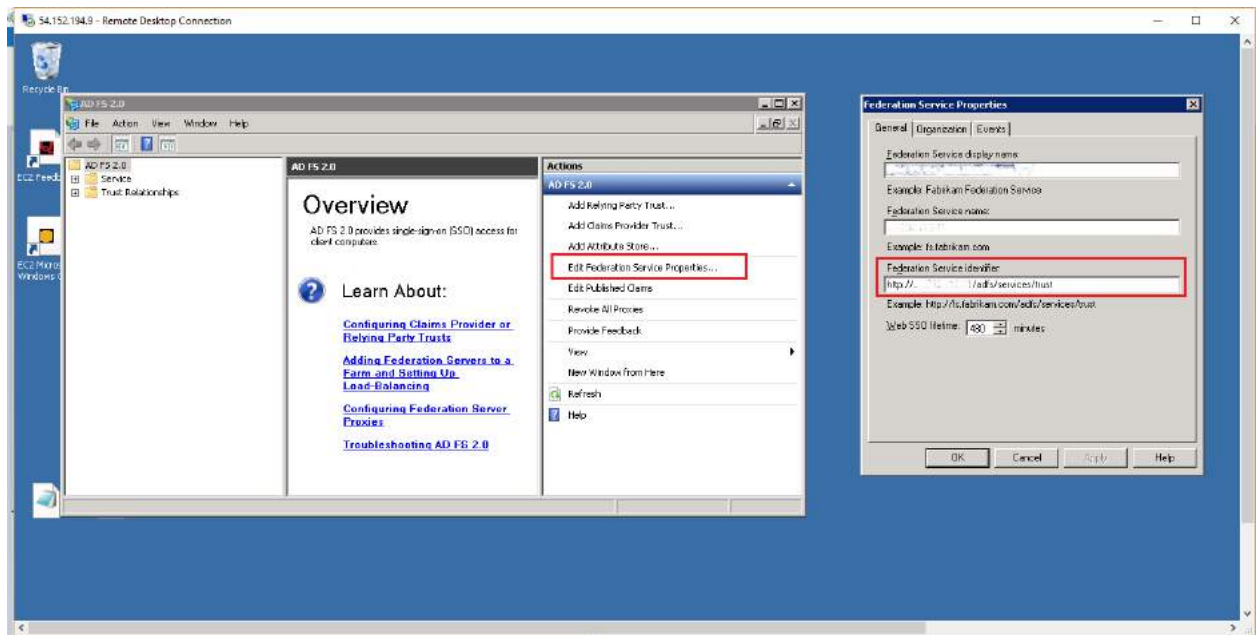 54.152.194.9 - Remote Desktop Connection
Recycle Bin
EC2 Feedb
EC2 Micros
Windows G
AD FS 2.0
File Action View Window Help
AD FS 2.0
Service
Trust Relationships
AD FS 2.0
Overview
AD FS 2.0 provides single-sign-on (SSO) access for
client computers.
Learn About:
Configuring Claims Provider or
Relying Party Trusts
Adding Federation Servers to a
Farm and Setting Up
Load-Balancing
Configuring Federation Server
Proxies
Troubleshooting AD FS 2.0
Actions
AD FS 2.0
Add Relying Party Trust...
Add Claims Provider Trust...
Add Attribute Store...
Edit Federation Service Properties...
Edit Published Claims
Revoke All Proxies
Provide Feedback
View
New Window from Here
Refresh
Help
Federation Service Properties
General Organization Events
Federation Service display name:
Example: Fabrikam Federation Service
Federation Service name:
Example: fs.fabrikam.com
Federation Service identifier:
http:// /adfs/services/trust
Example: http://fs.fabrikam.com/adfs/services/trust
Web SSO lifetime: 480 minutes
OK Cancel Apply Help